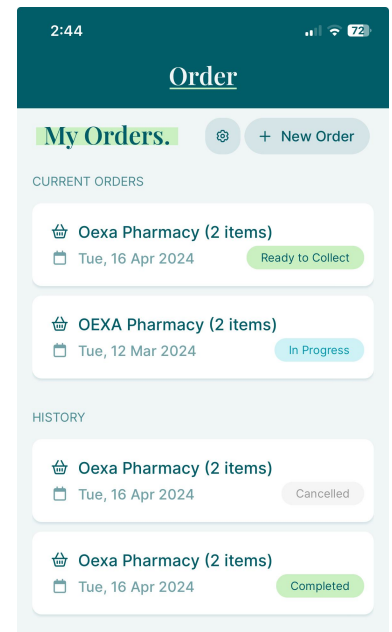 2:44
72
Order
My Orders.
+ New Order
CURRENT ORDERS
Oexa Pharmacy (2 items)
Tue, 16 Apr 2024
Ready to Collect
OEXA Pharmacy (2 items)
Tue, 12 Mar 2024
In Progress
HISTORY
Oexa Pharmacy (2 items)
Tue, 16 Apr 2024
Cancelled
Oexa Pharmacy (2 items)
Tue, 16 Apr 2024
Completed